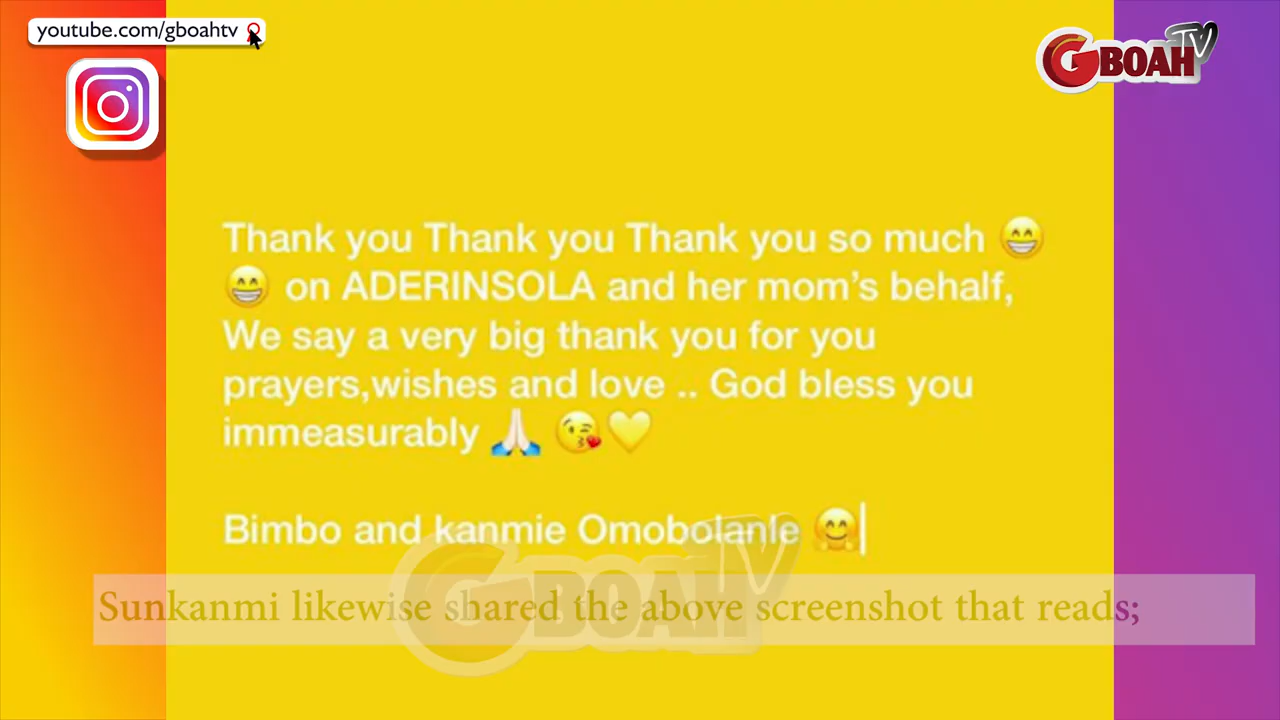 youtube.com/gboahtv
GBOAH TV
Thank you Thank you Thank you so much 😁
😁 on ADERINSOLA and her mom’s behalf,
We say a very big thank you for you
prayers,wishes and love .. God bless you
immeasurably 🙏🏻 😘💛
Bimbo and kanmie Omobolanle 🤗
GBOAH TV
Sunkanmi likewise shared the above screenshot that reads;